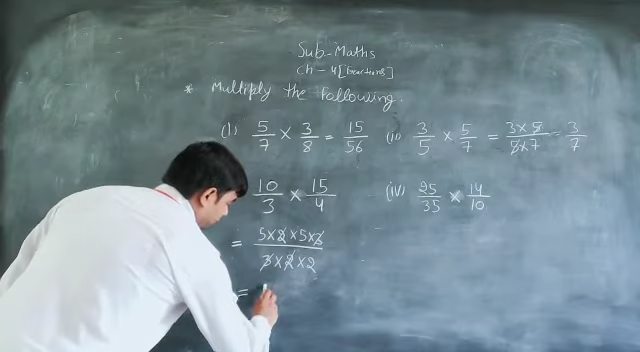 Sub-Maths
Ch-4[Fractions]
* Multiply the Following.
(i) 5/7 × 3/8 = 15/56 (ii) 3/5 × 5/7 = 3×5/5×7 = 3/7
10/3 × 15/4 (iv) 25/35 × 14/10
= 5×2×5×3/3×2×2
=